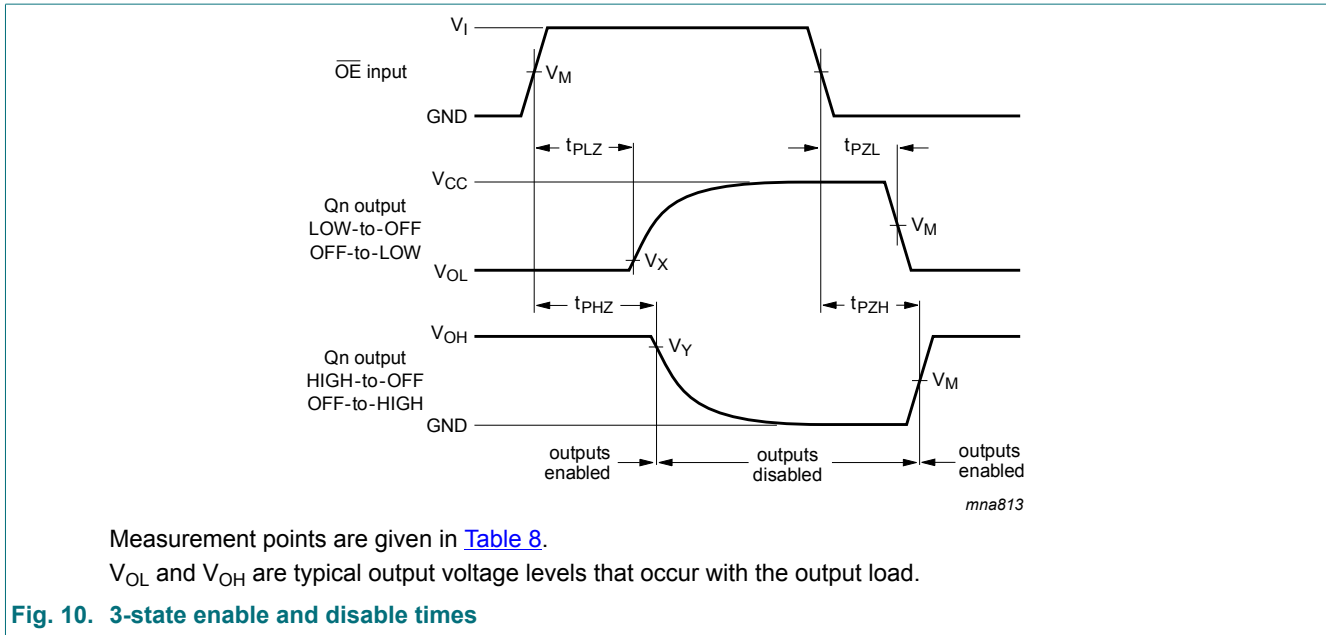 V_I
OE input
V_M
GND
t_PLZ
t_PZL
V_CC
Qn output
LOW-to-OFF
OFF-to-LOW
V_M
V_X
V_OL
t_PHZ
t_PZH
V_OH
V_Y
Qn output
HIGH-to-OFF
OFF-to-HIGH
V_M
GND
outputs
enabled
outputs
disabled
outputs
enabled
mna813
Measurement points are given in Table 8.
V_OL and V_OH are typical output voltage levels that occur with the output load.
Fig. 10. 3-state enable and disable times